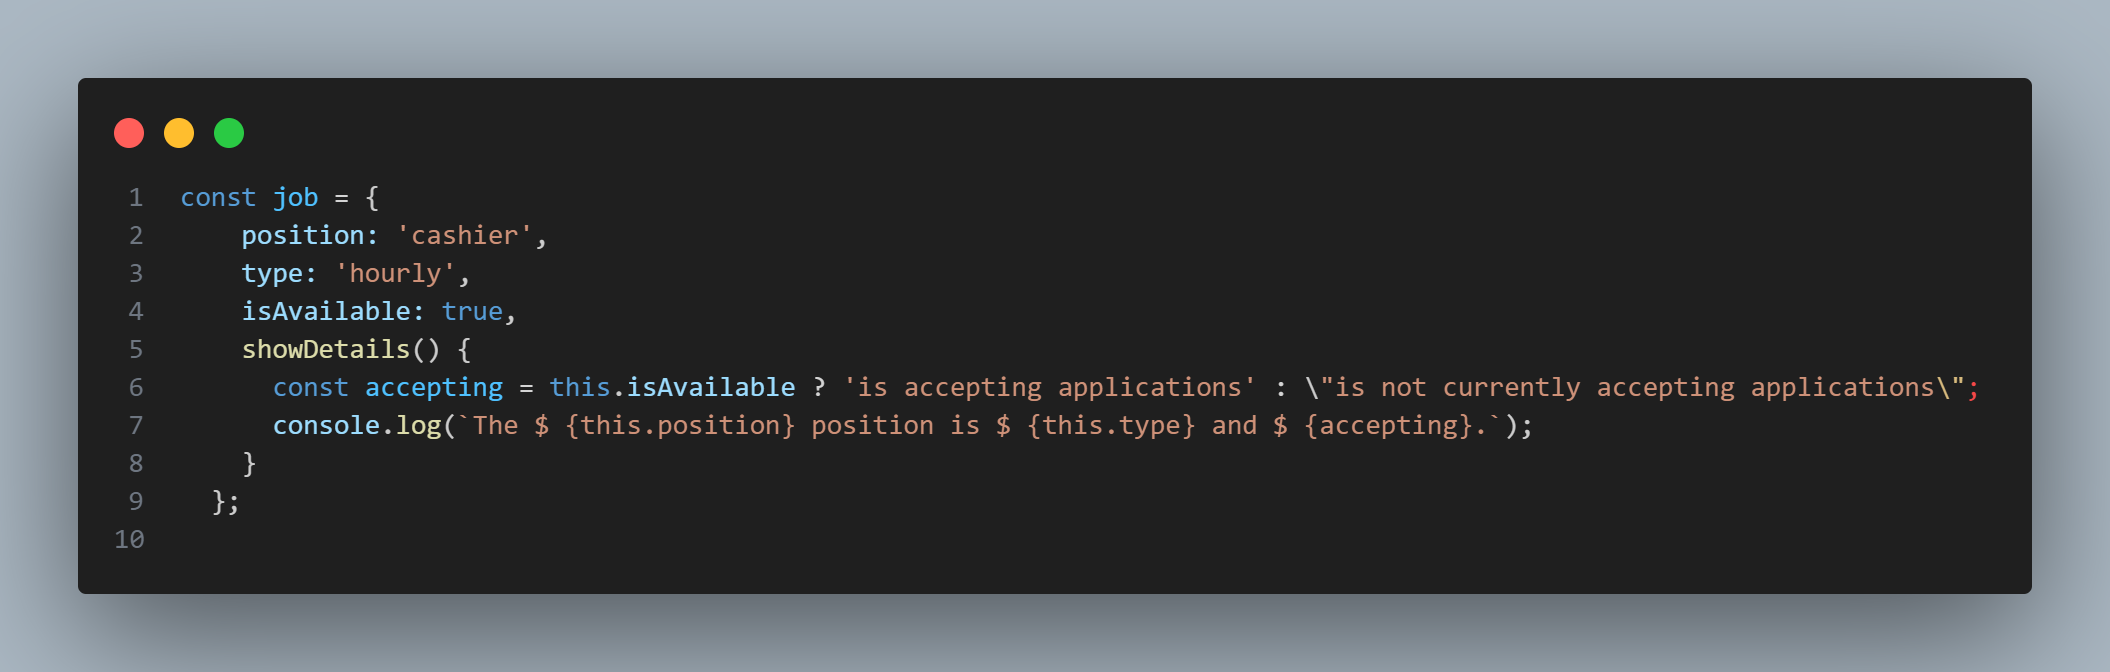 1 const job = {
2 position: 'cashier',
3 type: 'hourly',
4 isAvailable: true,
5 showDetails() {
6 const accepting = this.isAvailable ? 'is accepting applications' : \"is not currently accepting applications\";
7 console.log(`The $ {this.position} position is $ {this.type} and $ {accepting}.`);
8 }
9 };
10